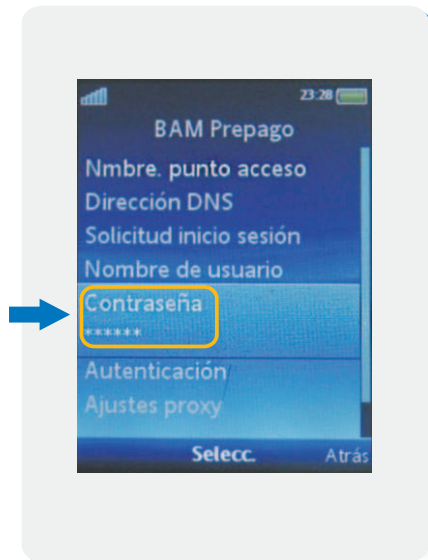 23:28
BAM Prepago
Nmbre. punto acceso
Dirección DNS
Solicitud inicio sesión
Nombre de usuario
Contraseña
******
Autenticación
Ajustes proxy
Selecc.
Atrás